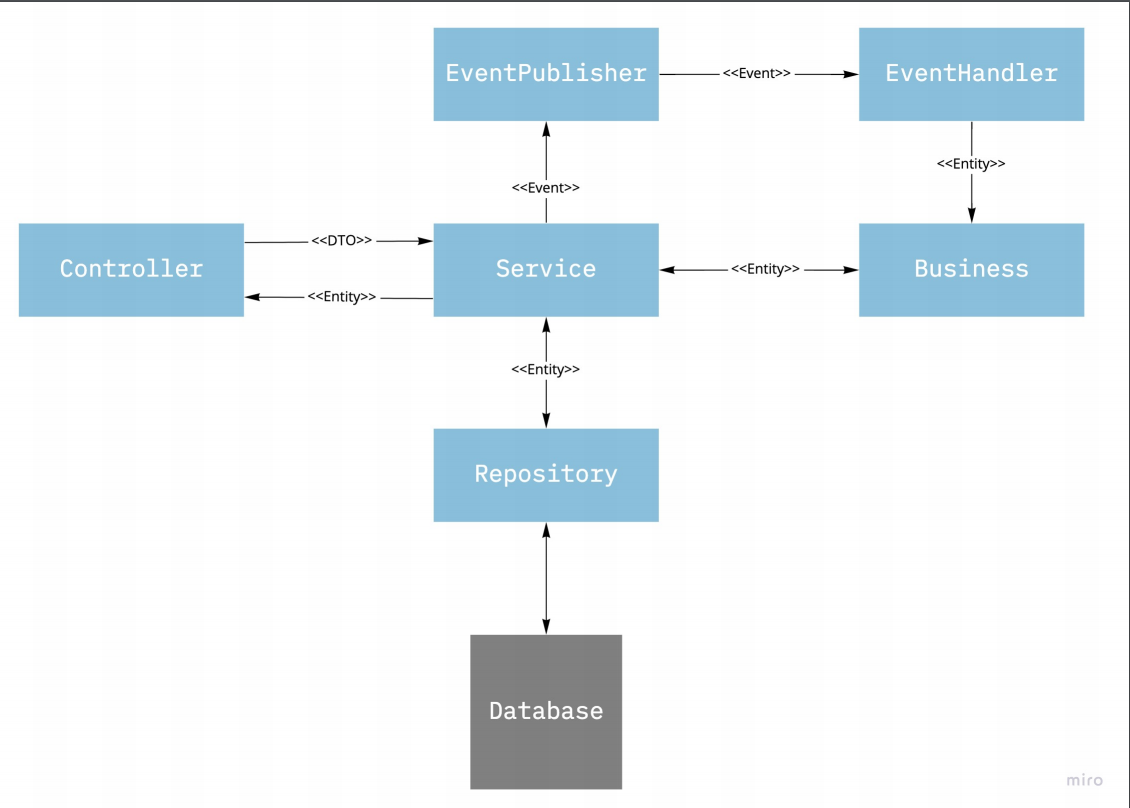 EventPublisher
<<Event>>
EventHandler
<<Event>>
<<Entity>>
Controller
<<DTO>>
<<Entity>>
Service
<<Entity>>
Business
<<Entity>>
Repository
Database
miro